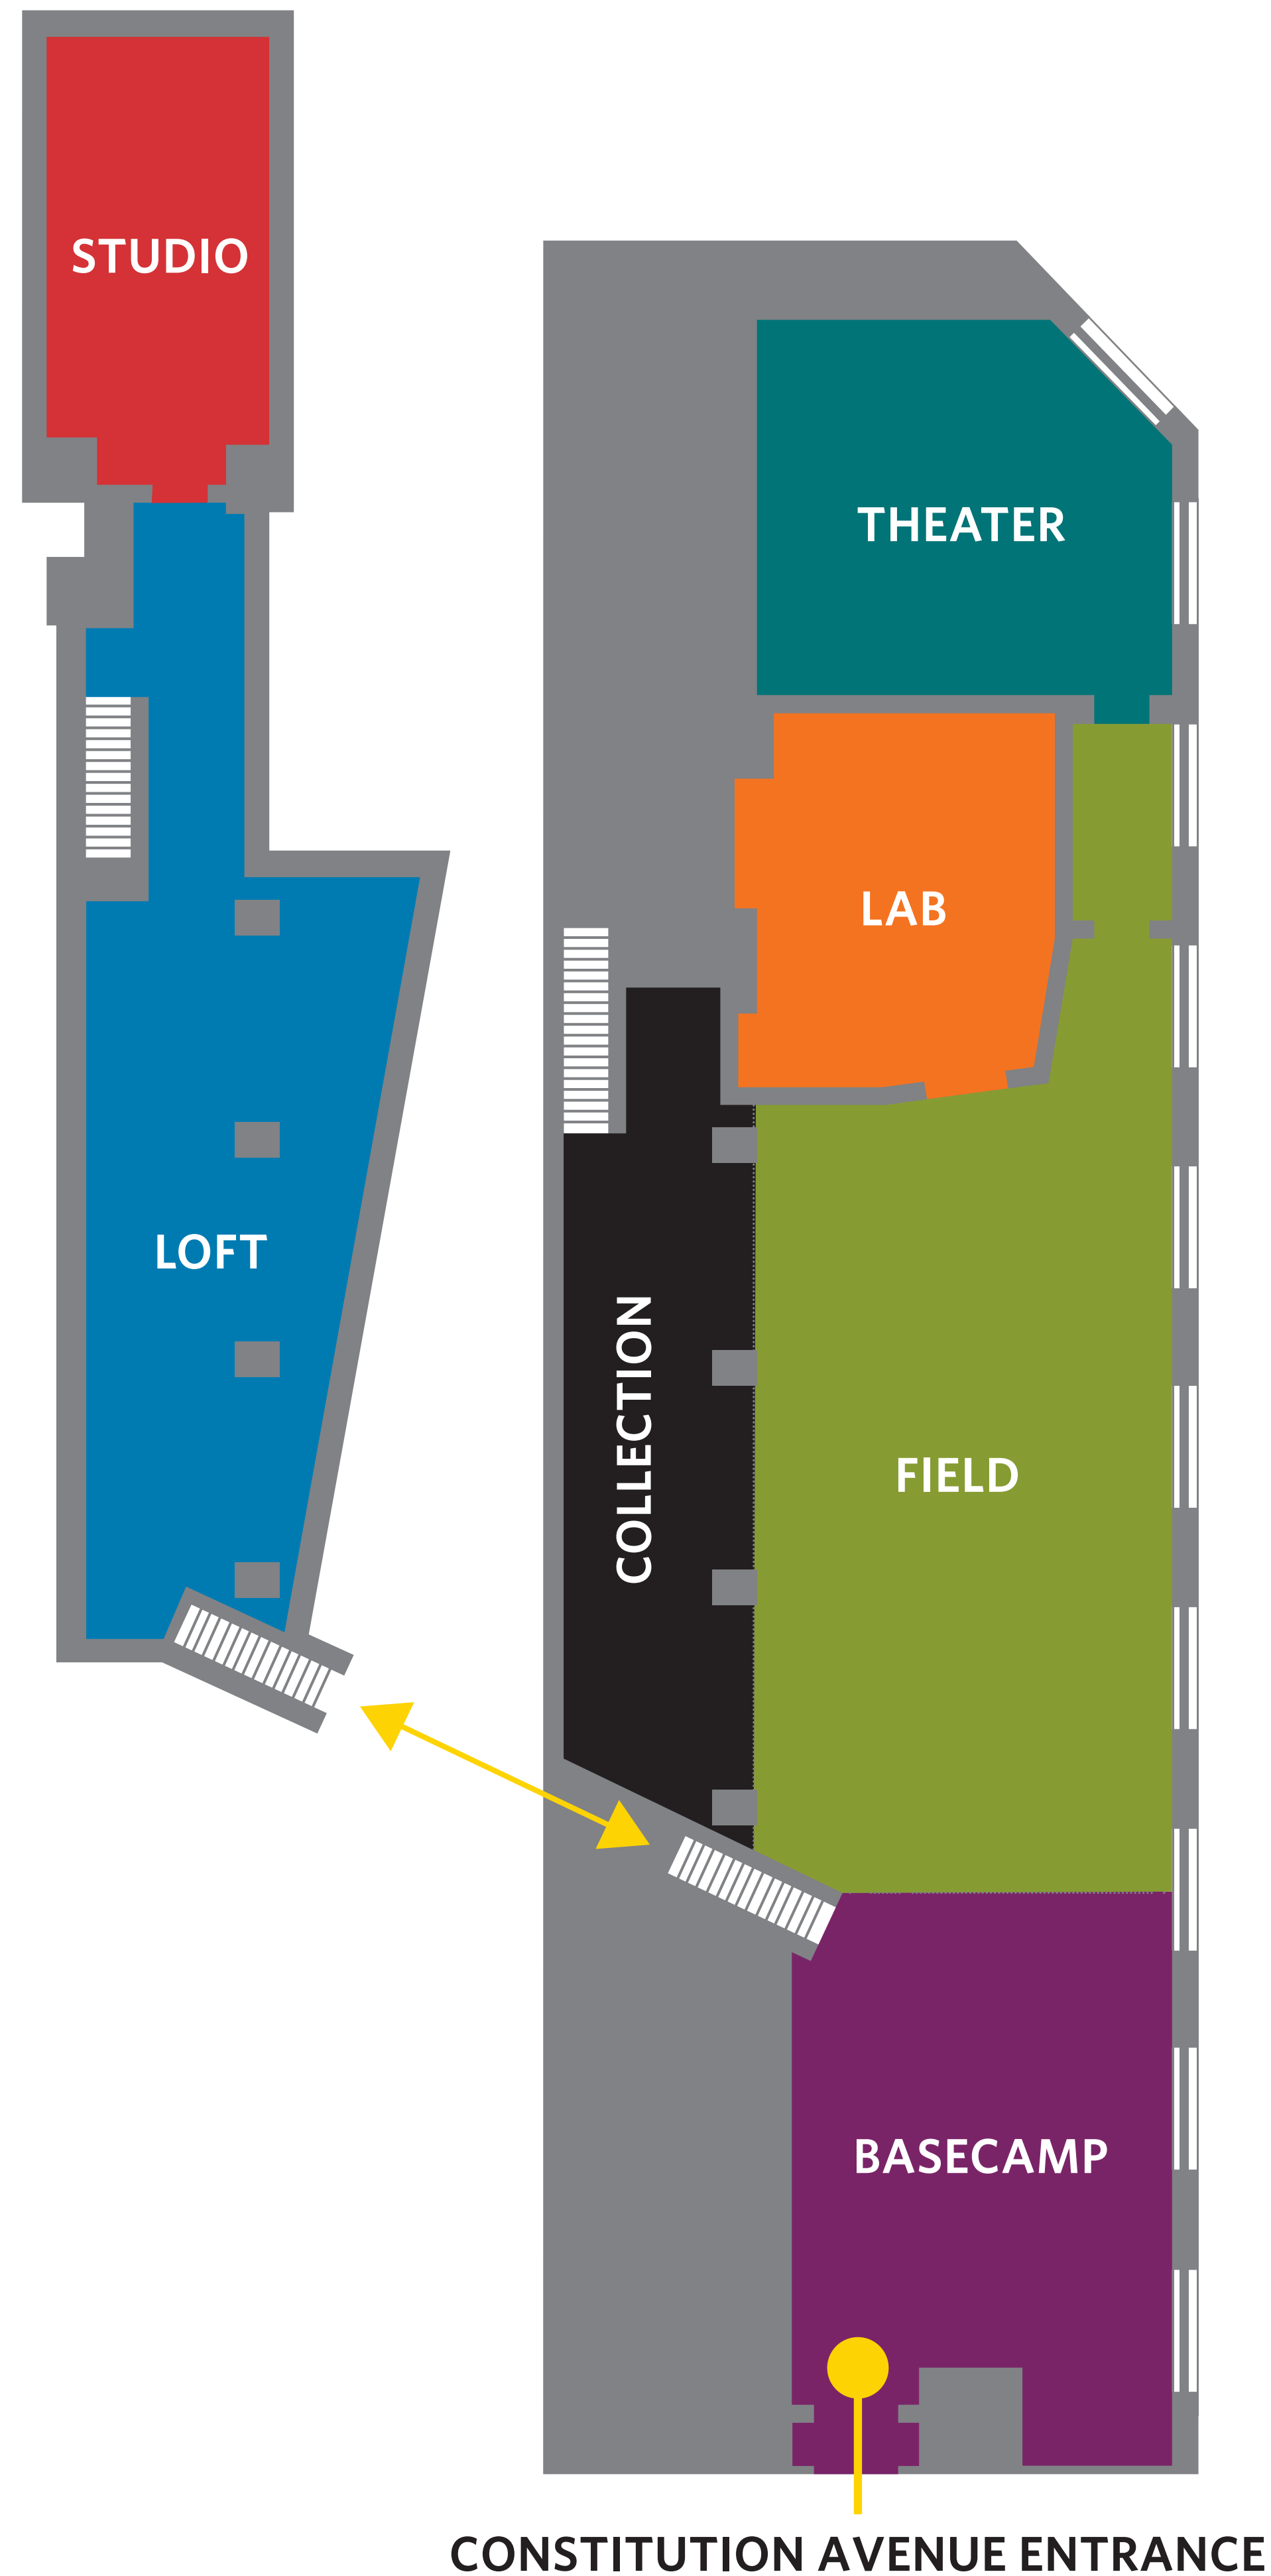 STUDIO
THEATER
LAB
LOFT
COLLECTION
FIELD
BASECAMP
CONSTITUTION AVENUE ENTRANCE